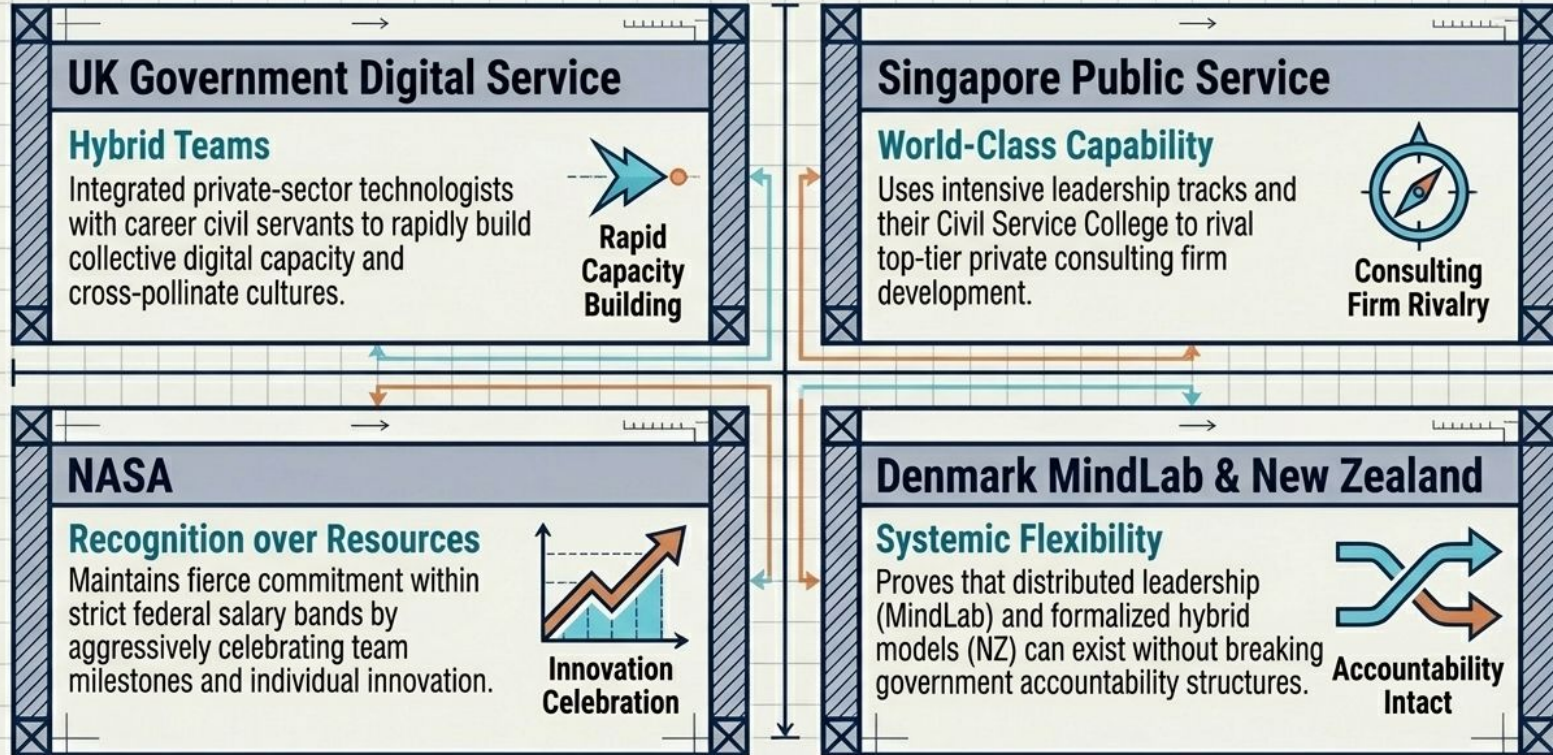 UK Government Digital Service
Hybrid Teams
Integrated private-sector technologists
with career civil servants to rapidly build
collective digital capacity and
cross-pollinate cultures.
Rapid
Capacity
Building
Singapore Public Service
World-Class Capability
Uses intensive leadership tracks and
their Civil Service College to rival
top-tier private consulting firm
development.
Consulting
Firm Rivalry
NASA
Recognition over Resources
Maintains fierce commitment within
strict federal salary bands by
aggressively celebrating team
milestones and individual innovation.
Innovation
Celebration
Denmark MindLab & New Zealand
Systemic Flexibility
Proves that distributed leadership
(MindLab) and formalized hybrid
models (NZ) can exist without breaking
government accountability structures.
Accountability
Intact